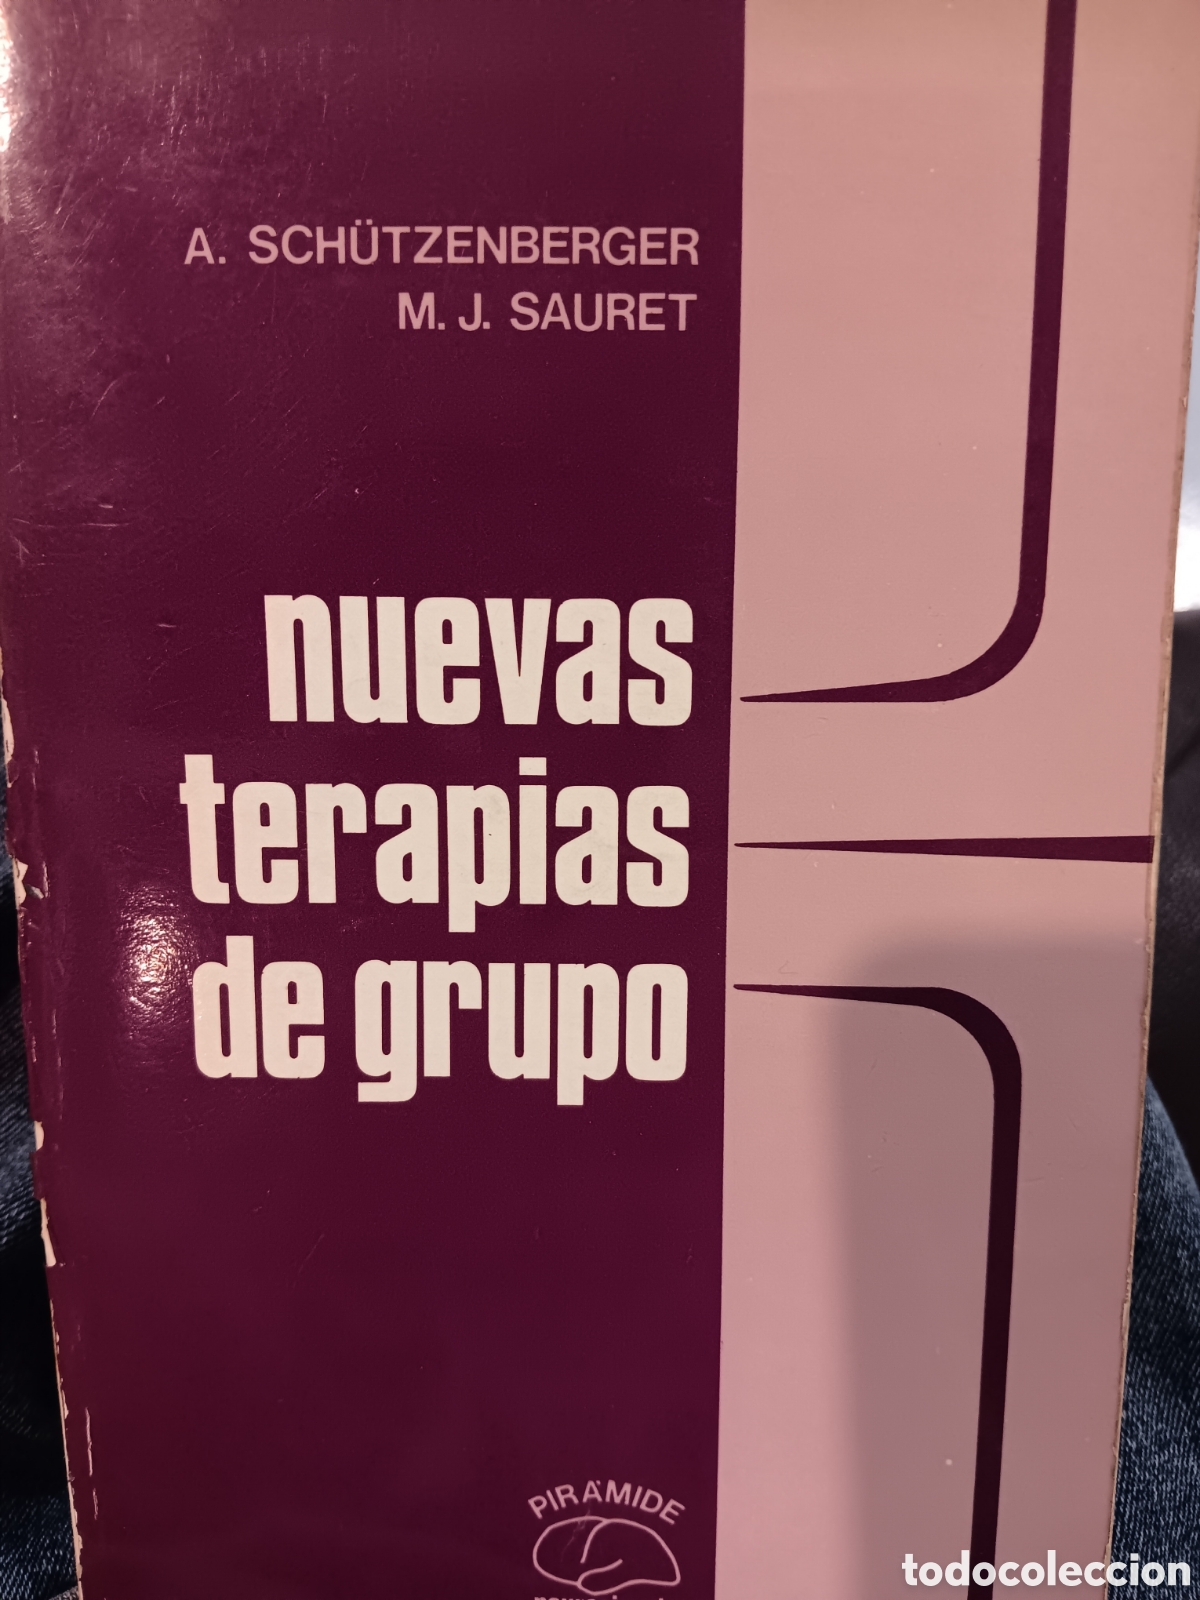 A. SCHÜTZENBERGER
M. J. SAURET
nuevas
terapias
de grupo
PIRÁMIDE
todocoleccion